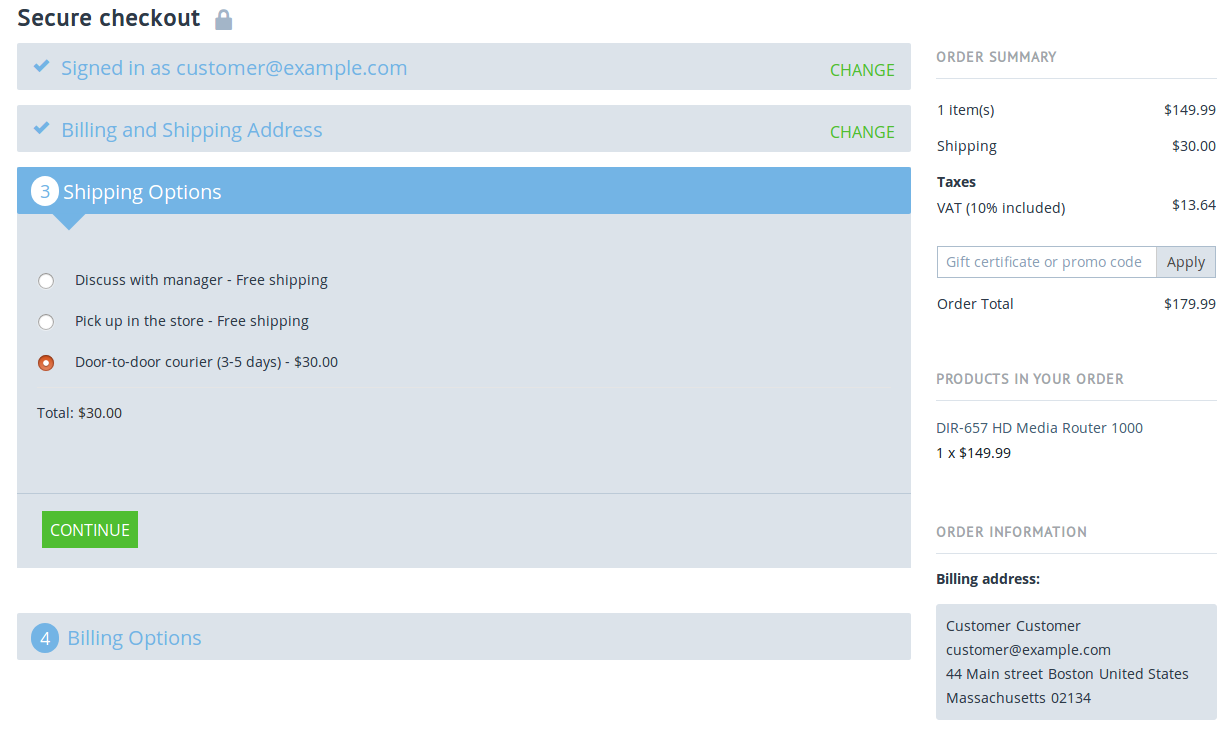 Secure checkout
Signed in as customer@example.com
CHANGE
Billing and Shipping Address
CHANGE
3 Shipping Options
Discuss with manager - Free shipping
Pick up in the store - Free shipping
Door-to-door courier (3-5 days) - $30.00
Total: $30.00
CONTINUE
4 Billing Options
ORDER SUMMARY
1 item(s) $149.99
Shipping $30.00
Taxes
VAT (10% included) $13.64
Gift certificate or promo code Apply
Order Total $179.99
PRODUCTS IN YOUR ORDER
DIR-657 HD Media Router 1000
1 x $149.99
ORDER INFORMATION
Billing address:
Customer Customer
customer@example.com
44 Main street Boston United States
Massachusetts 02134